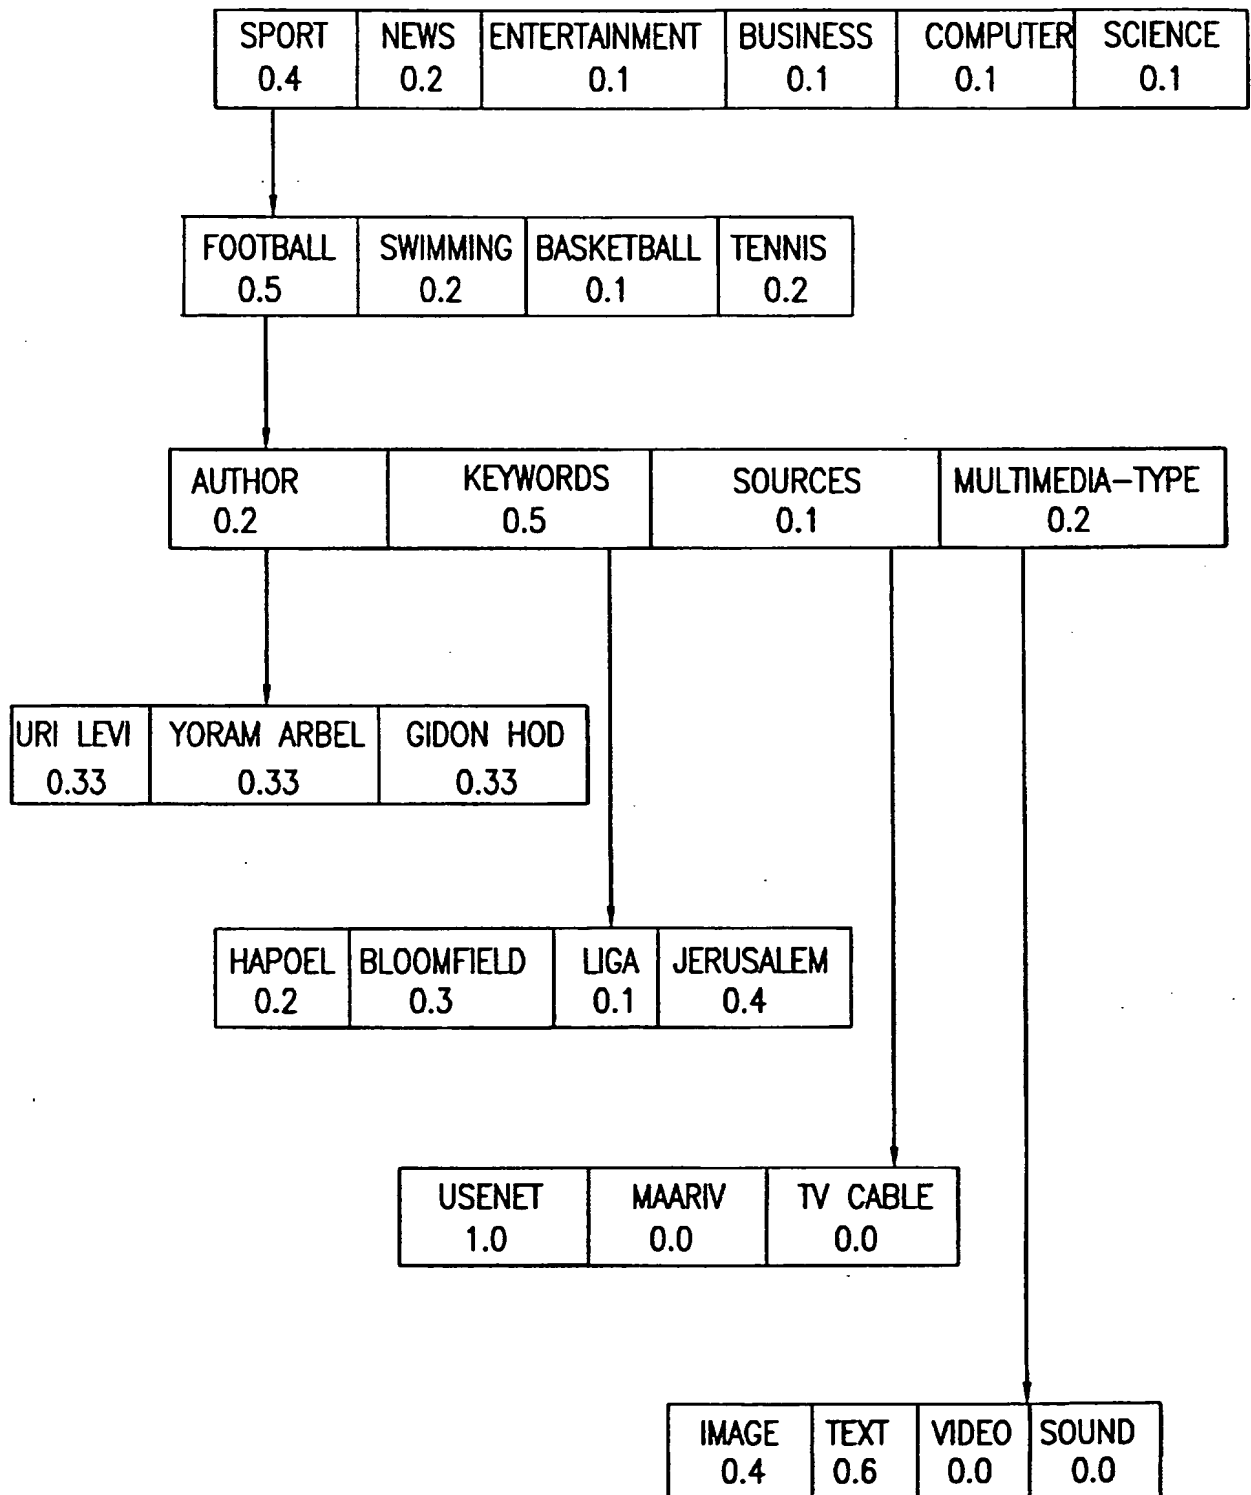 SPORT NEWS ENTERTAINMENT BUSINESS COMPUTER SCIENCE
0.4 0.2 0.1 0.1 0.1 0.1
FOOTBALL SWIMMING BASKETBALL TENNIS
0.5 0.2 0.1 0.2
AUTHOR KEYWORDS SOURCES MULTIMEDIA-TYPE
0.2 0.5 0.1 0.2
URI LEVI YORAM ARBEL GIDON HOD
0.33 0.33 0.33
HAPOEL BLOOMFIELD LIGA JERUSALEM
0.2 0.3 0.1 0.4
USENET MAARIV TV CABLE
1.0 0.0 0.0
IMAGE TEXT VIDEO SOUND
0.4 0.6 0.0 0.0